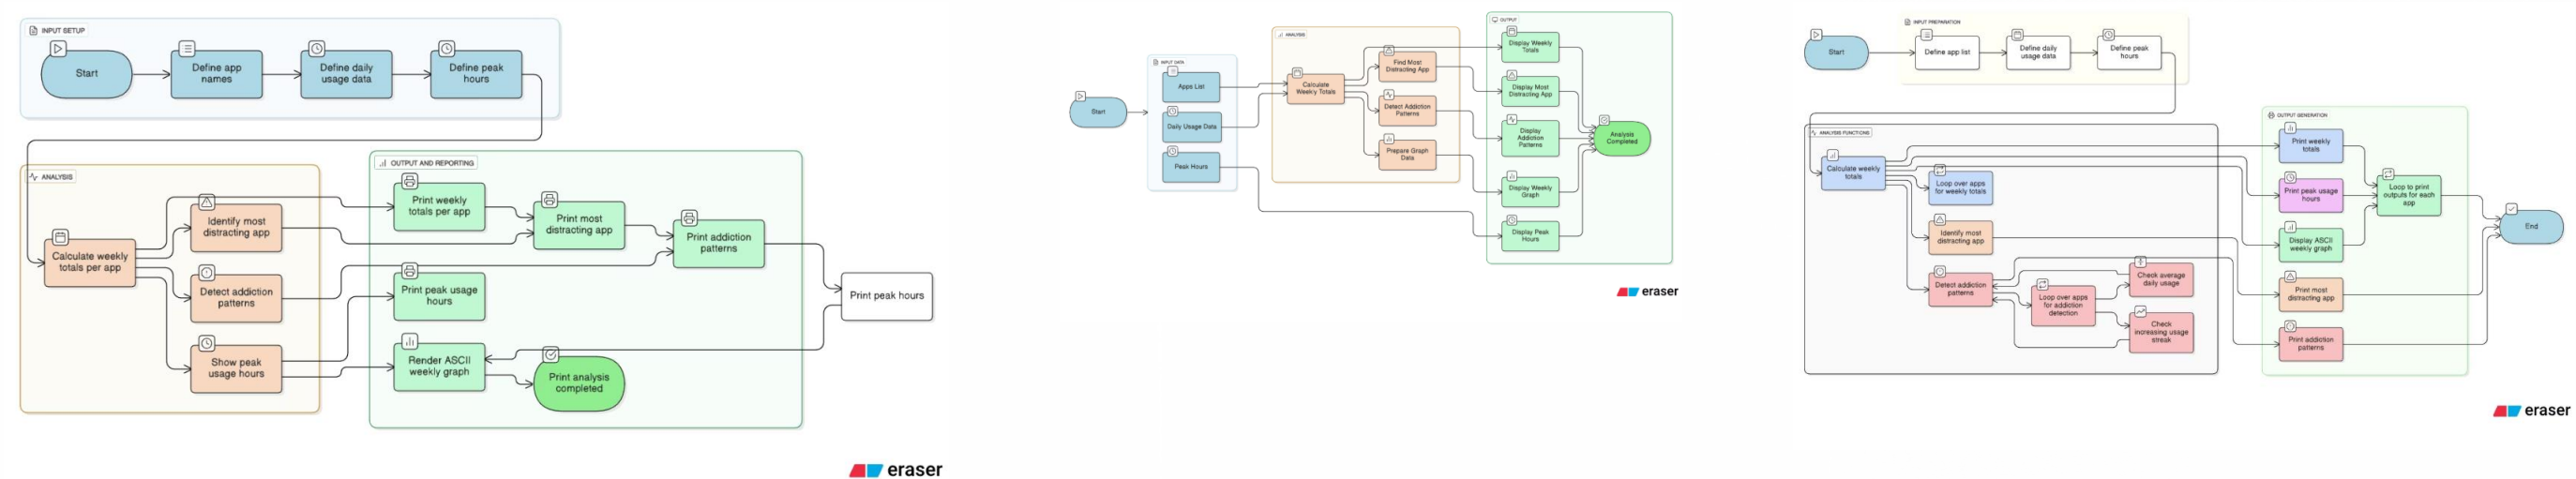 INPUT SETUP
Start
Define app
names
Define daily
usage data
Define peak
hours
ANALYSIS
Calculate weekly
totals per app
Identify most
distracting app
Detect addiction
patterns
Show peak
usage hours
OUTPUT AND REPORTING
Print weekly
totals per app
Print most
distracting app
Print addiction
patterns
Print peak usage
hours
Render ASCII
weekly graph
Print analysis
completed
Print peak hours
eraser
Start
INPUT DATA
Apps List
Daily Usage Data
Peak Hours
ANALYSIS
Calculate
Weekly Totals
Find Most
Distracting App
Detect Addiction
Patterns
Prepare Graph
Data
OUTPUT
Display Weekly
Totals
Display Most
Distracting App
Display
Addiction
Patterns
Display Weekly
Graph
Display Peak
Hours
Analysis
Completed
eraser
Start
INPUT PREPARATION
Define app list
Define daily
usage data
Define peak
hours
ANALYSIS FUNCTIONS
Calculate weekly
totals
Loop over apps
for weekly totals
Identify most
distracting app
Detect addiction
patterns
Loop over apps
for addiction
detection
Check average
daily usage
Check
increasing usage
streak
OUTPUT GENERATION
Print weekly
totals
Print peak usage
hours
Display ASCII
weekly graph
Print most
distracting app
Print addiction
patterns
Loop to print
outputs for each
app
End
eraser